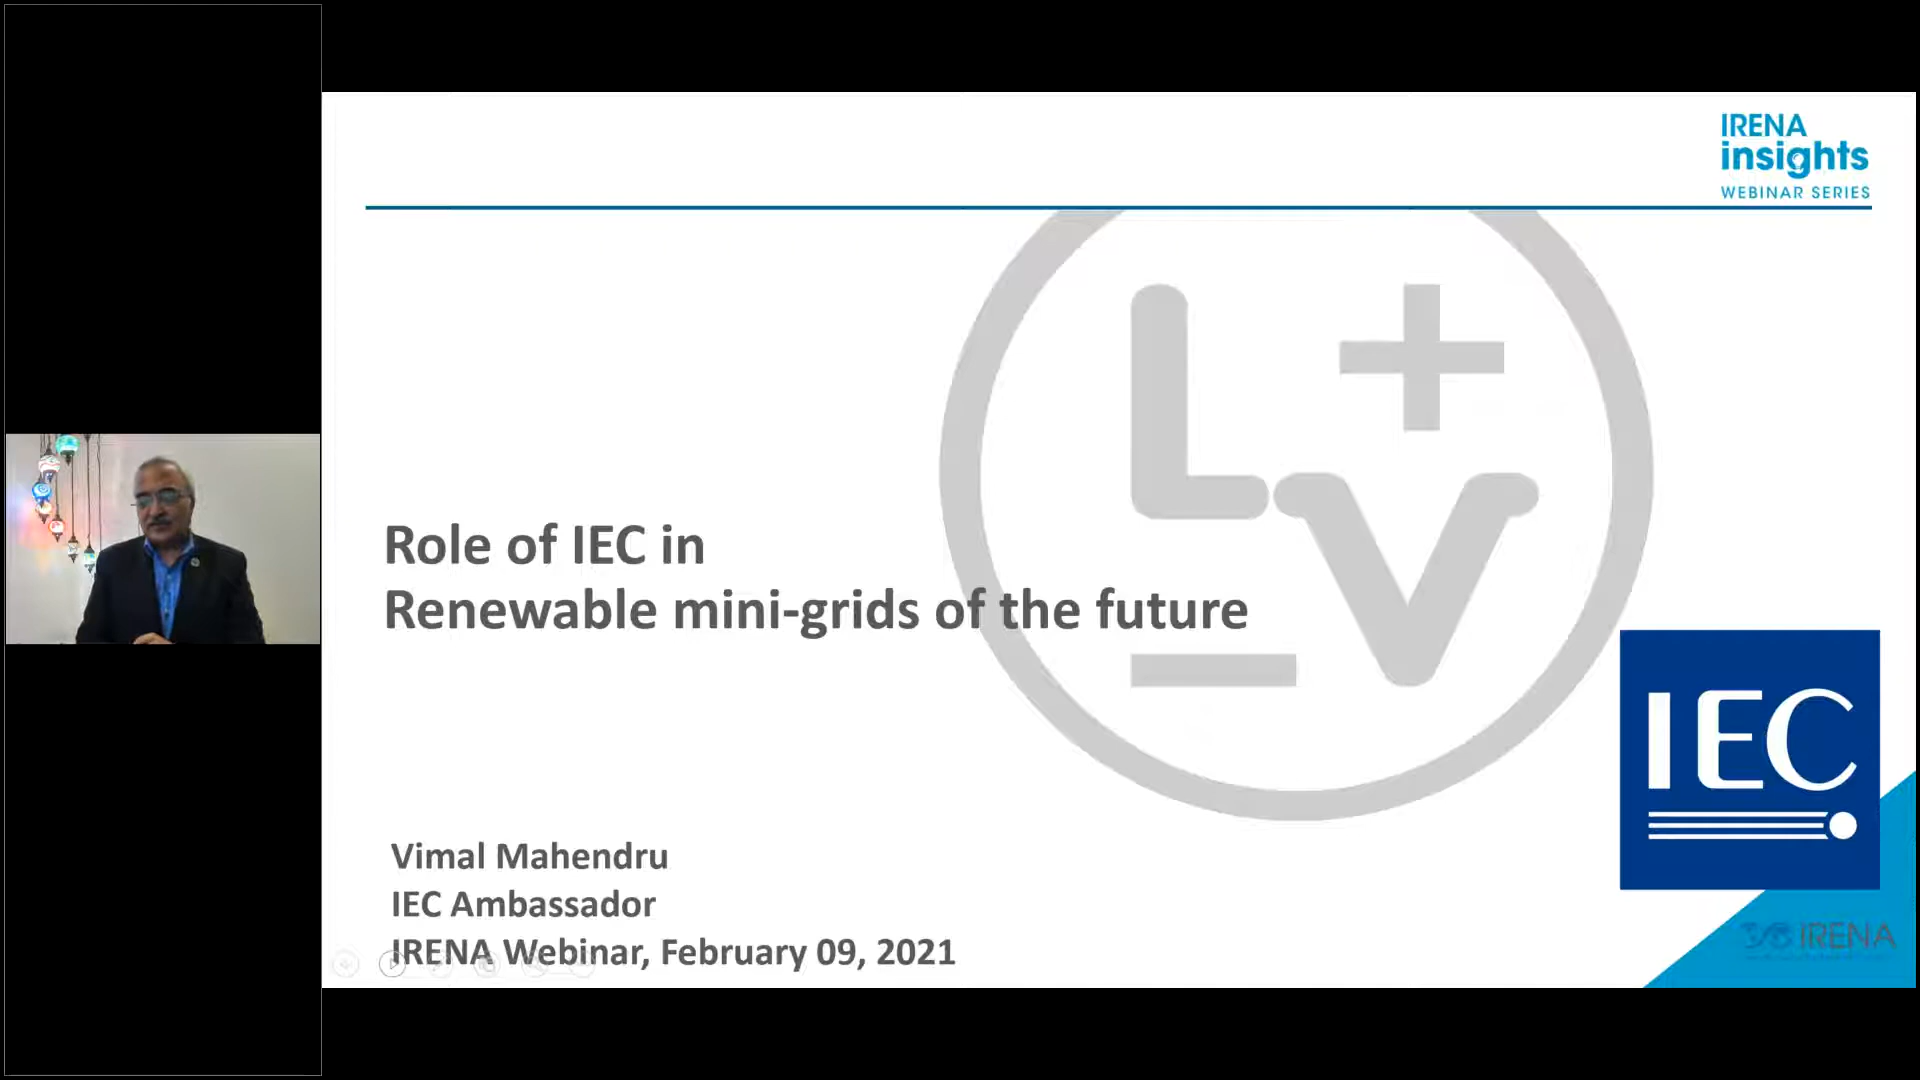 IRENA
insights
WEBINAR SERIES
L+
V
Role of IEC in
Renewable mini-grids of the future
IEC
Vimal Mahendru
IEC Ambassador
IRENA Webinar, February 09, 2021
IRENA